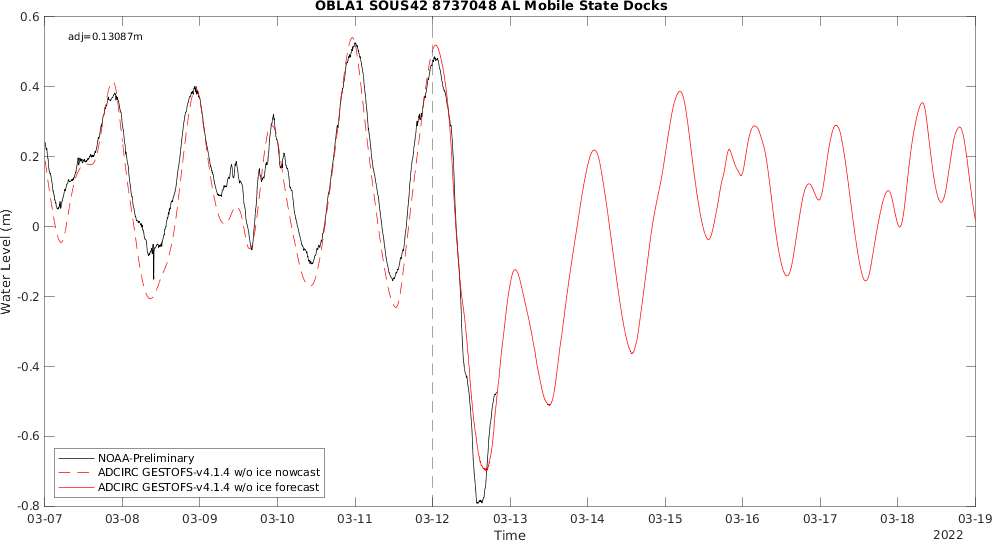 OBLA1 SOUS42 8737048 AL Mobile State Docks
adj=0.13087m
0.6
0.4
0.2
0
-0.2
-0.4
-0.6
-0.8
Water Level (m)
NOAA-Preliminary
ADCIRC GESTOFS-v4.1.4 w/o ice nowcast
ADCIRC GESTOFS-v4.1.4 w/o ice forecast
03-07 03-08 03-09 03-10 03-11 03-12 03-13 03-14 03-15 03-16 03-17 03-18 03-19
Time
2022